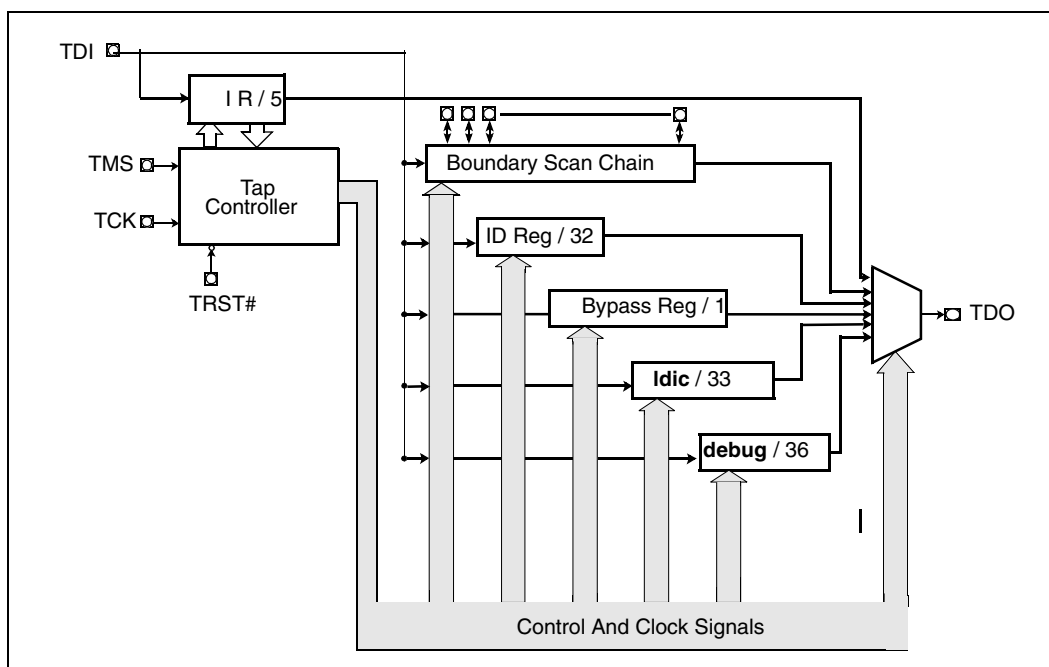 TDI
I R / 5
TMS
TCK
Tap
Controller
TRST#
Boundary Scan Chain
ID Reg / 32
Bypass Reg / 1
ldic / 33
debug / 36
TDO
Control And Clock Signals